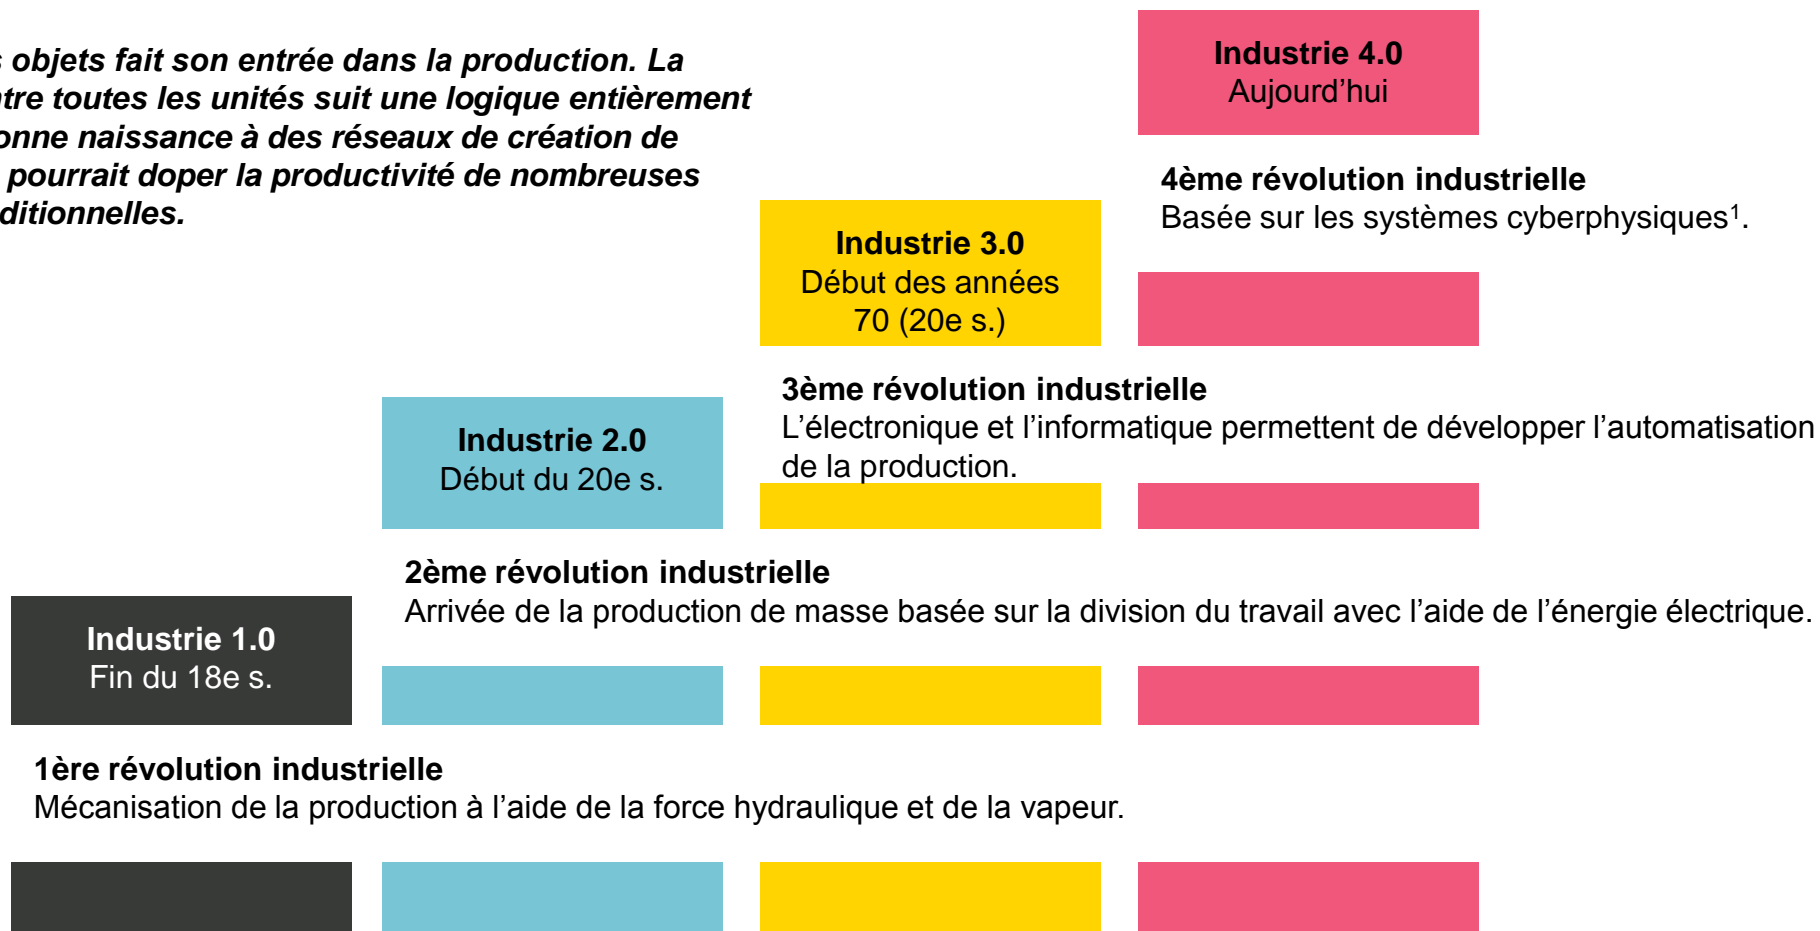 s objets fait son entrée dans la production. La
ntre toutes les unités suit une logique entièrement
onne naissance à des réseaux de création de
pourrait doper la productivité de nombreuses
ditionnelles.
Industrie 4.0
Aujourd’hui
4ème révolution industrielle
Basée sur les systèmes cyberphysiques¹.
Industrie 3.0
Début des années
70 (20e s.)
3ème révolution industrielle
L’électronique et l’informatique permettent de développer l’automatisation
de la production.
Industrie 2.0
Début du 20e s.
2ème révolution industrielle
Arrivée de la production de masse basée sur la division du travail avec l’aide de l’énergie électrique.
Industrie 1.0
Fin du 18e s.
1ère révolution industrielle
Mécanisation de la production à l’aide de la force hydraulique et de la vapeur.